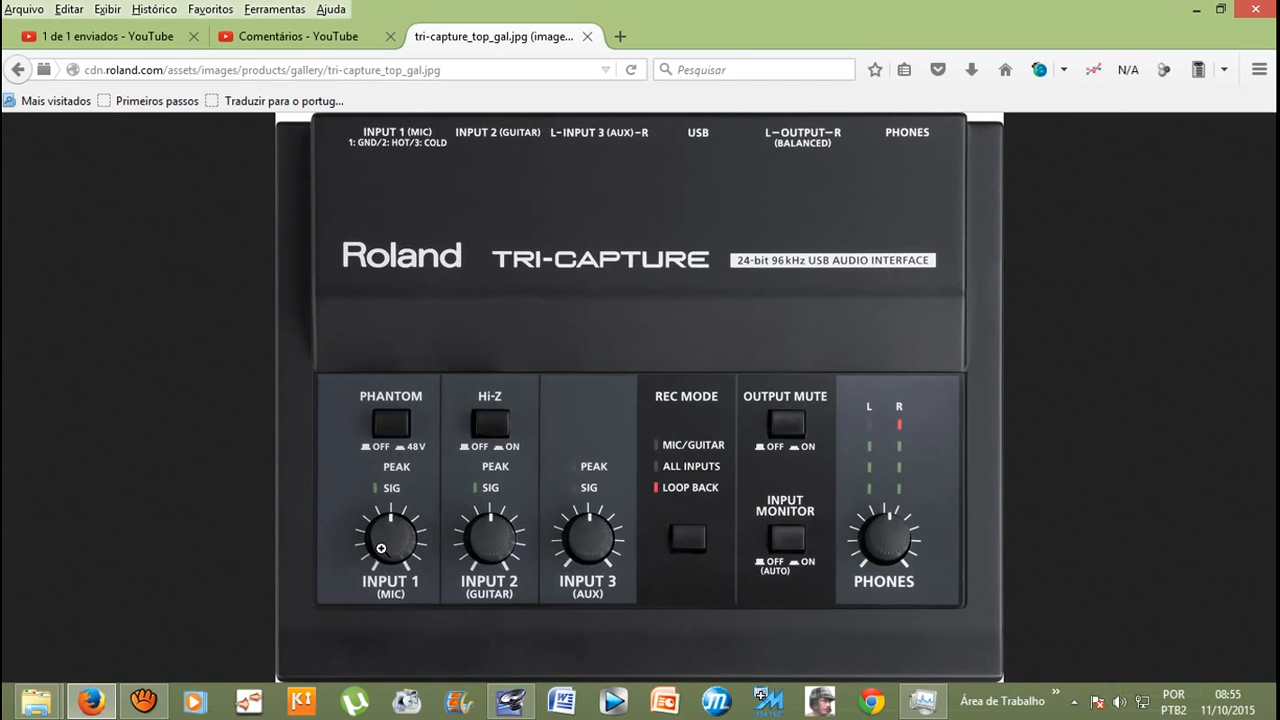 Arquivo Editar Exibir Histórico Favoritos Ferramentas Ajuda
1 de 1 enviados - YouTube
Comentários - YouTube
tri-capture_top_gal.jpg (image...
cdn.roland.com/assets/images/products/gallery/tri-capture_top_gal.jpg
Pesquisar
N/A
Mais visitados
Primeiros passos
Traduzir para o portug...
INPUT 1 (MIC)
1: GND/2: HOT/3: COLD
INPUT 2 (GUITAR)
L-INPUT 3 (AUX)-R
USB
L-OUTPUT-R
(BALANCED)
PHONES
Roland TRI-CAPTURE
24-bit 96kHz USB AUDIO INTERFACE
PHANTOM
OFF 48V
PEAK
SIG
INPUT 1
(MIC)
Hi-Z
OFF ON
PEAK
SIG
INPUT 2
(GUITAR)
PEAK
SIG
INPUT 3
(AUX)
REC MODE
MIC/GUITAR
ALL INPUTS
LOOP BACK
OUTPUT MUTE
OFF ON
INPUT
MONITOR
OFF ON
(AUTO)
L R
PHONES
K1
Área de Trabalho
POR
PTB2
08:55
11/10/2015